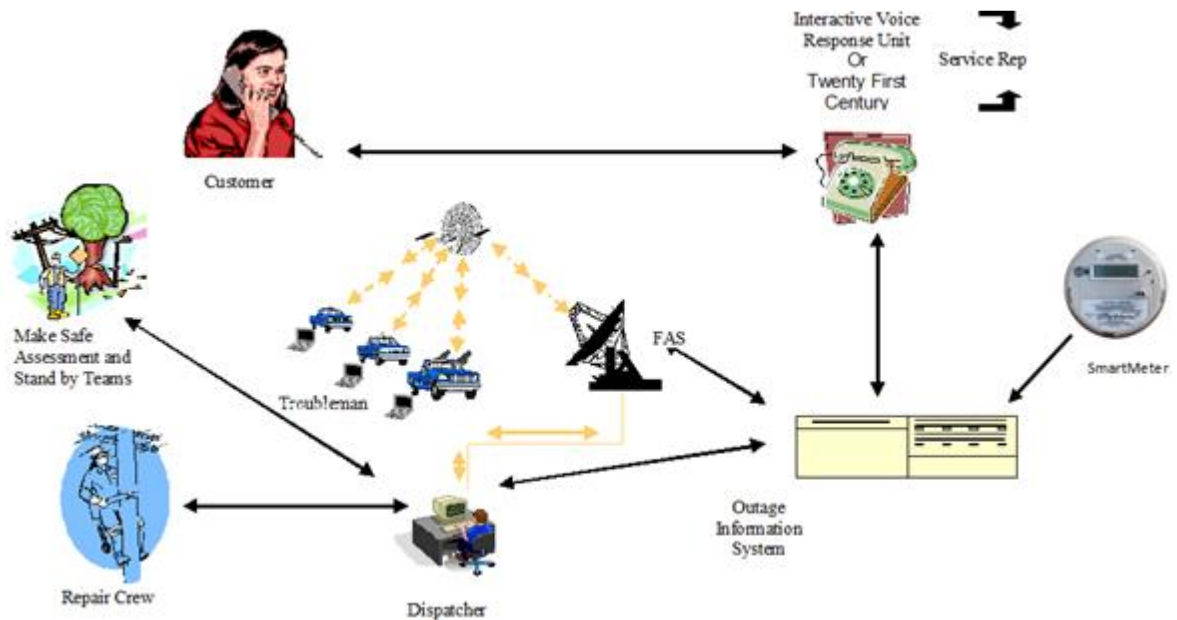 Interactive Voice
Response Unit
Or
Twenty First
Century
Service Rep
Customer
Make Safe
Assessment and
Stand by Teams
Troubleman
FAS
SmartMeter
Outage
Information
System
Repair Crew
Dispatcher